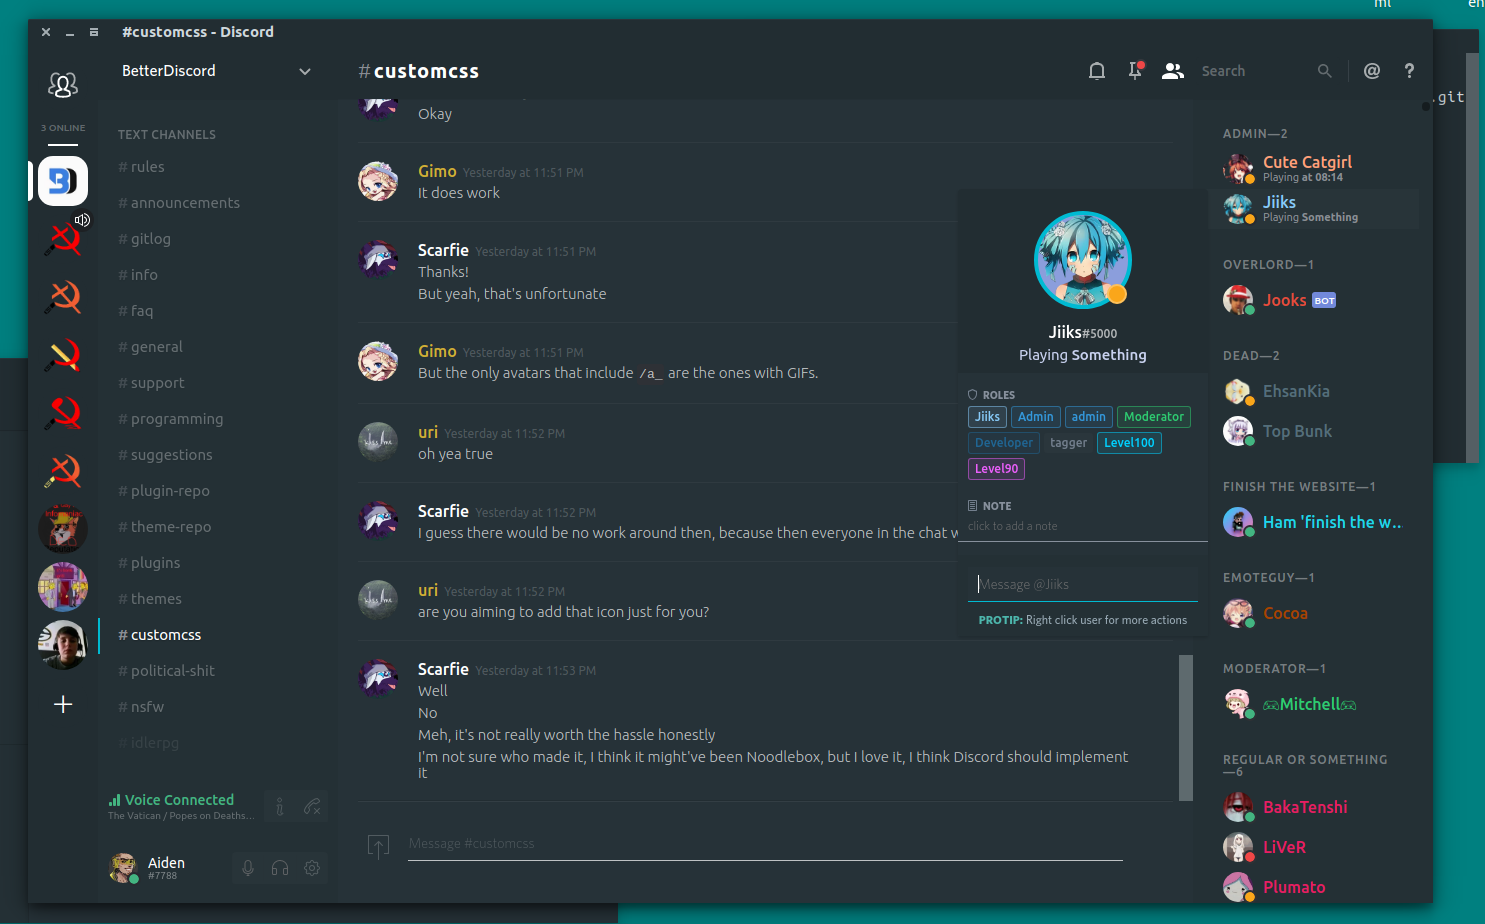 ml
en
#customcss - Discord
BetterDiscord
#customcss
Search
@
?
.git
3 ONLINE
TEXT CHANNELS
# rules
# announcements
# gitlog
# info
# faq
# general
# support
# programming
# suggestions
# plugin-repo
# theme-repo
# plugins
# themes
# customcss
# political-shit
# nsfw
# idlerpg
Voice Connected
The Vatican / Popes on Deaths...
Aiden
#7788
Okay
Gimo Yesterday at 11:51 PM
It does work
Scarfie Yesterday at 11:51 PM
Thanks!
But yeah, that's unfortunate
Gimo Yesterday at 11:51 PM
But the only avatars that include /a_ are the ones with GIFs.
uri Yesterday at 11:52 PM
oh yea true
Scarfie Yesterday at 11:52 PM
I guess there would be no work around then, because then everyone in the chat w
uri Yesterday at 11:52 PM
are you aiming to add that icon just for you?
Scarfie Yesterday at 11:53 PM
Well
No
Meh, it's not really worth the hassle honestly
I'm not sure who made it, I think it might've been Noodlebox, but I love it, I think Discord should implement
it
Message #customcss
Jiiks#5000
Playing Something
ROLES
Jiiks Admin admin Moderator
Developer tagger Level100
Level90
NOTE
click to add a note
Message @Jiiks
PROTIP: Right click user for more actions
ADMIN—2
Cute Catgirl
Playing at 08:14
Jiiks
Playing Something
OVERLORD—1
Jooks BOT
DEAD—2
EhsanKia
Top Bunk
FINISH THE WEBSITE—1
Ham 'finish the w...
EMOTEGUY—1
Cocoa
MODERATOR—1
🎮Mitchell🎮
REGULAR OR SOMETHING
—6
BakaTenshi
LiVeR
Plumato